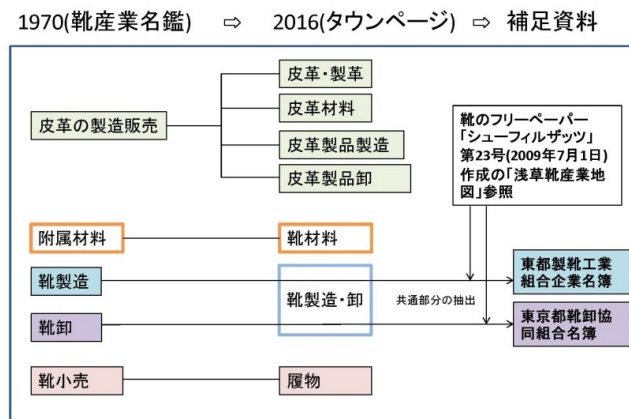 1970(靴産業名鑑) ⇨ 2016(タウンページ) ⇨ 補足資料
皮革の製造販売
皮革・製革
皮革材料
皮革製品製造
皮革製品卸
靴のフリーペーパー
「シューフィルザッツ」
第23号(2009年7月1日)
作成の「浅草靴産業地
図」参照
附属材料
靴材料
靴製造
靴製造・卸
共通部分の抽出
東都製靴工業
組合企業名簿
靴卸
東京都靴卸協
同組合名簿
靴小売
履物